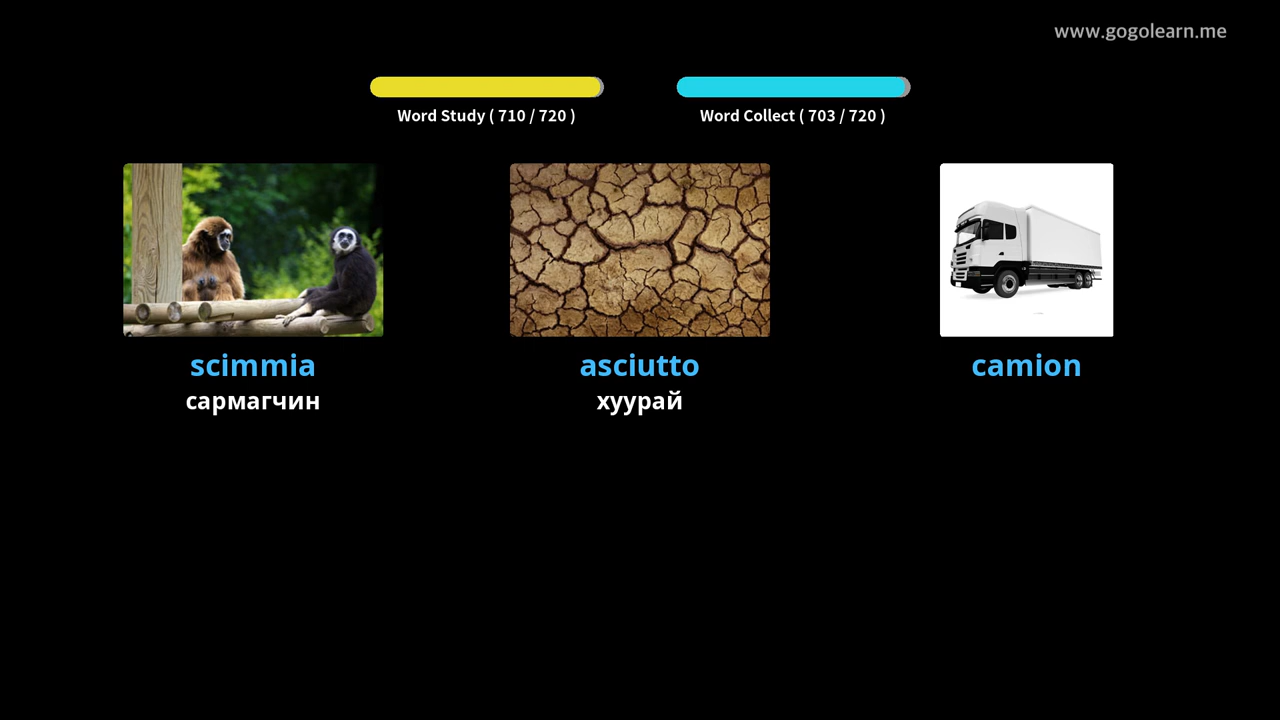 www.gogolearn.me
Word Study ( 710 / 720 )
Word Collect ( 703 / 720 )
scimmia
сармагчин
asciutto
хуурай
camion